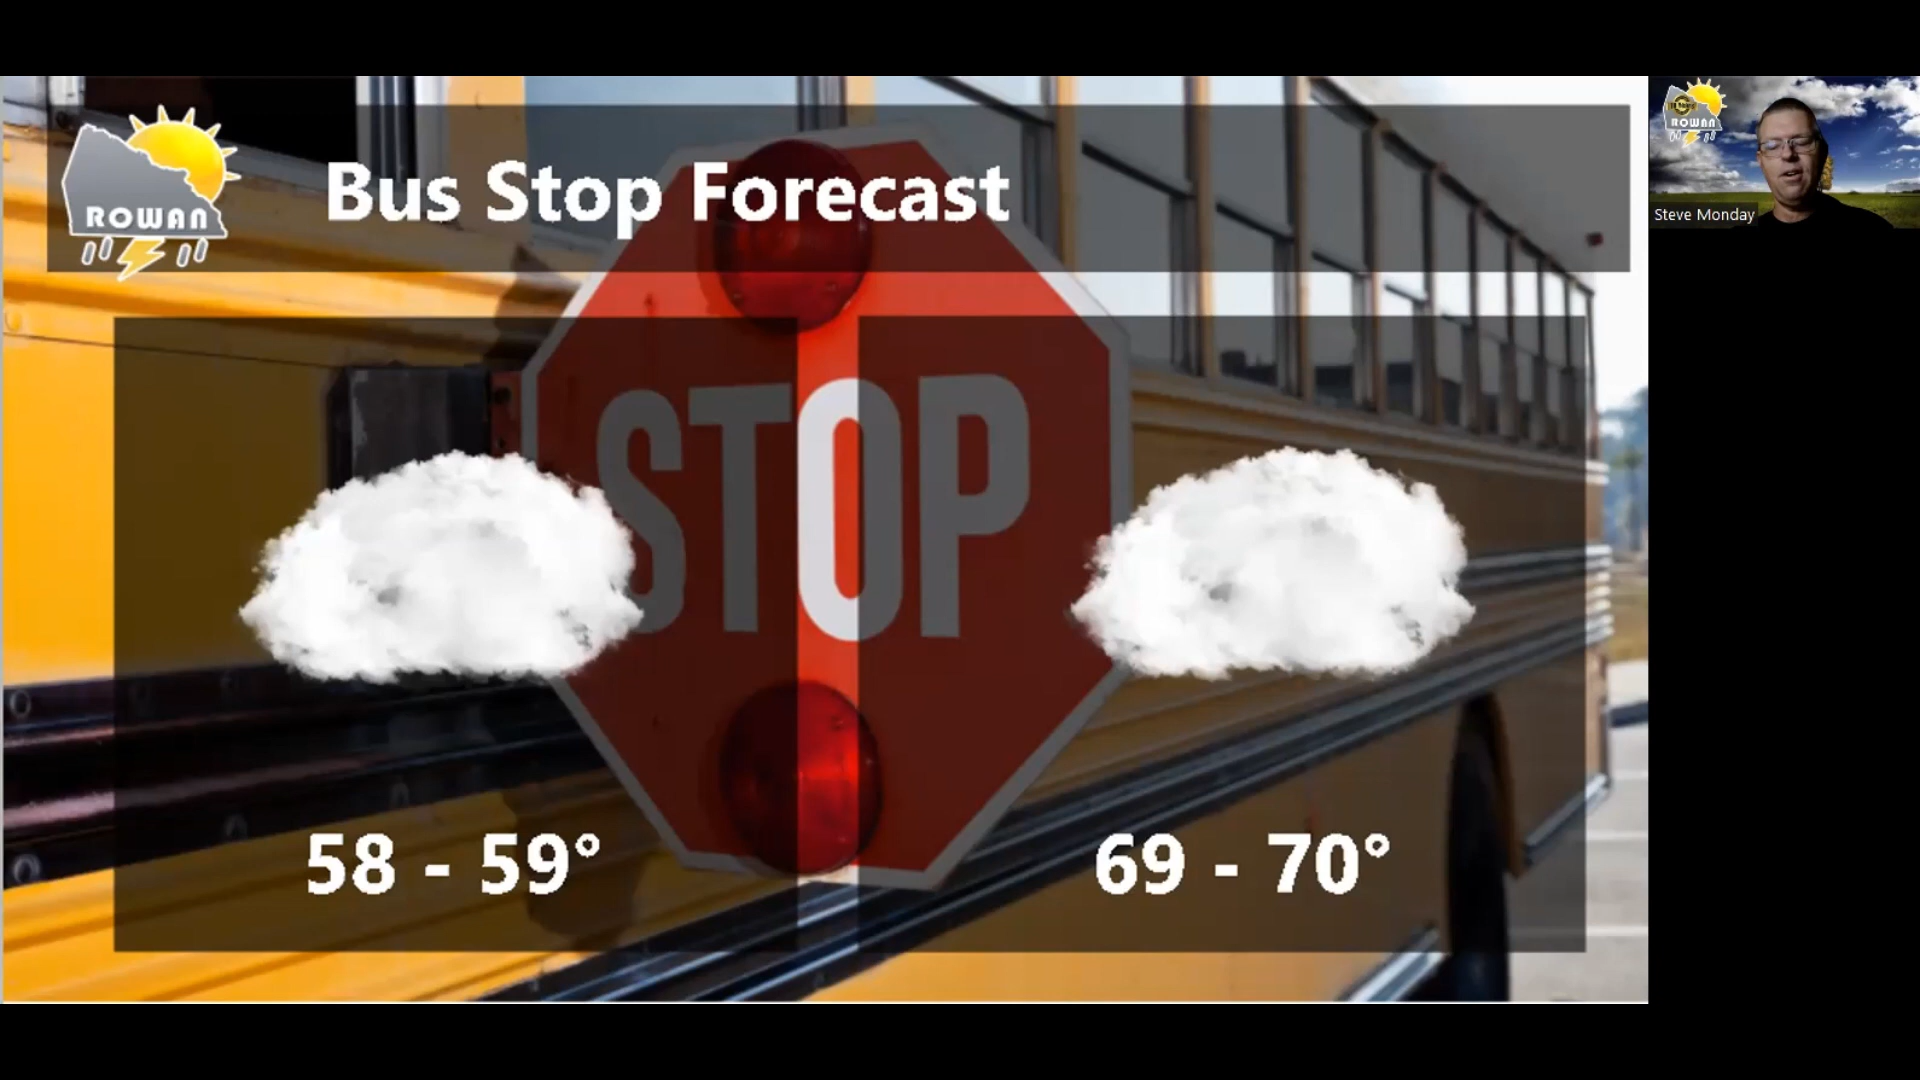 ROWAN
Bus Stop Forecast
STOP
58 - 59°
69 - 70°
ROWAN
Steve Monday